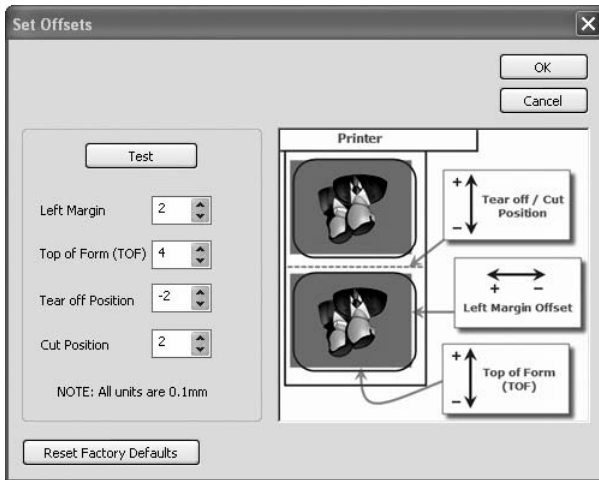 Set Offsets
OK
Cancel
Test
Left Margin 2
Top of Form (TOF) 4
Tear off Position -2
Cut Position 2
NOTE: All units are 0.1mm
Reset Factory Defaults
Printer
+
Tear off / Cut
Position
−
+ −
Left Margin Offset
+
Top of Form
(TOF)
−